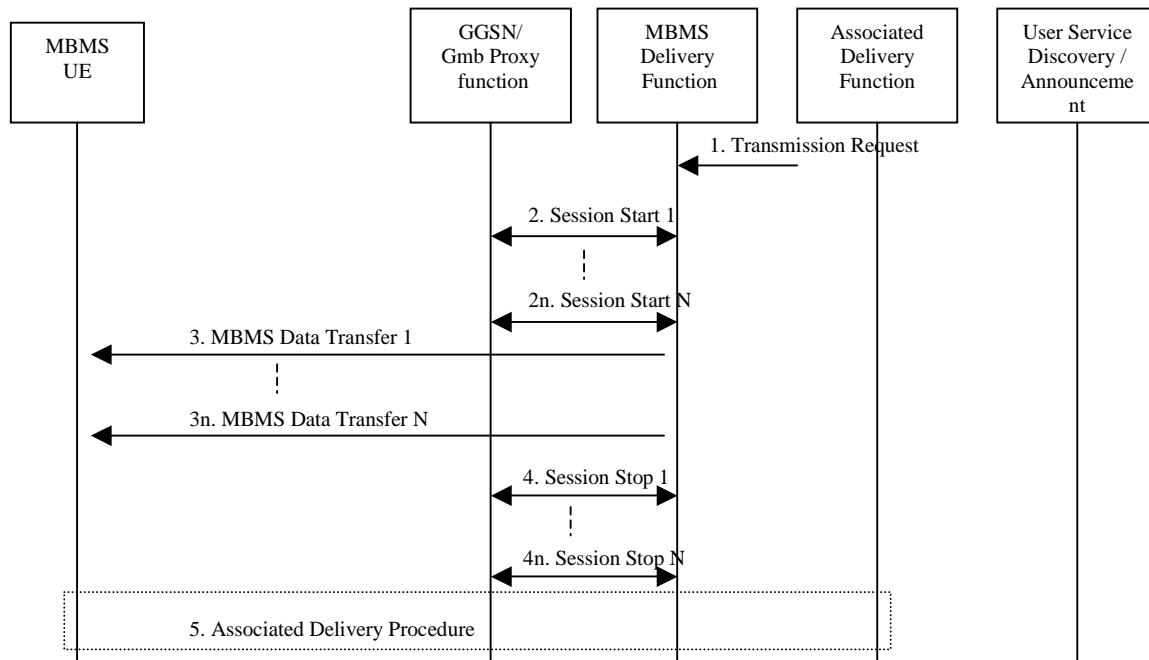 MBMS
UE
GGSN/
Gmb Proxy
function
MBMS
Delivery
Function
Associated
Delivery
Function
User Service
Discovery /
Announceme
nt
1. Transmission Request
2. Session Start 1
2n. Session Start N
3. MBMS Data Transfer 1
3n. MBMS Data Transfer N
4. Session Stop 1
4n. Session Stop N
5. Associated Delivery Procedure